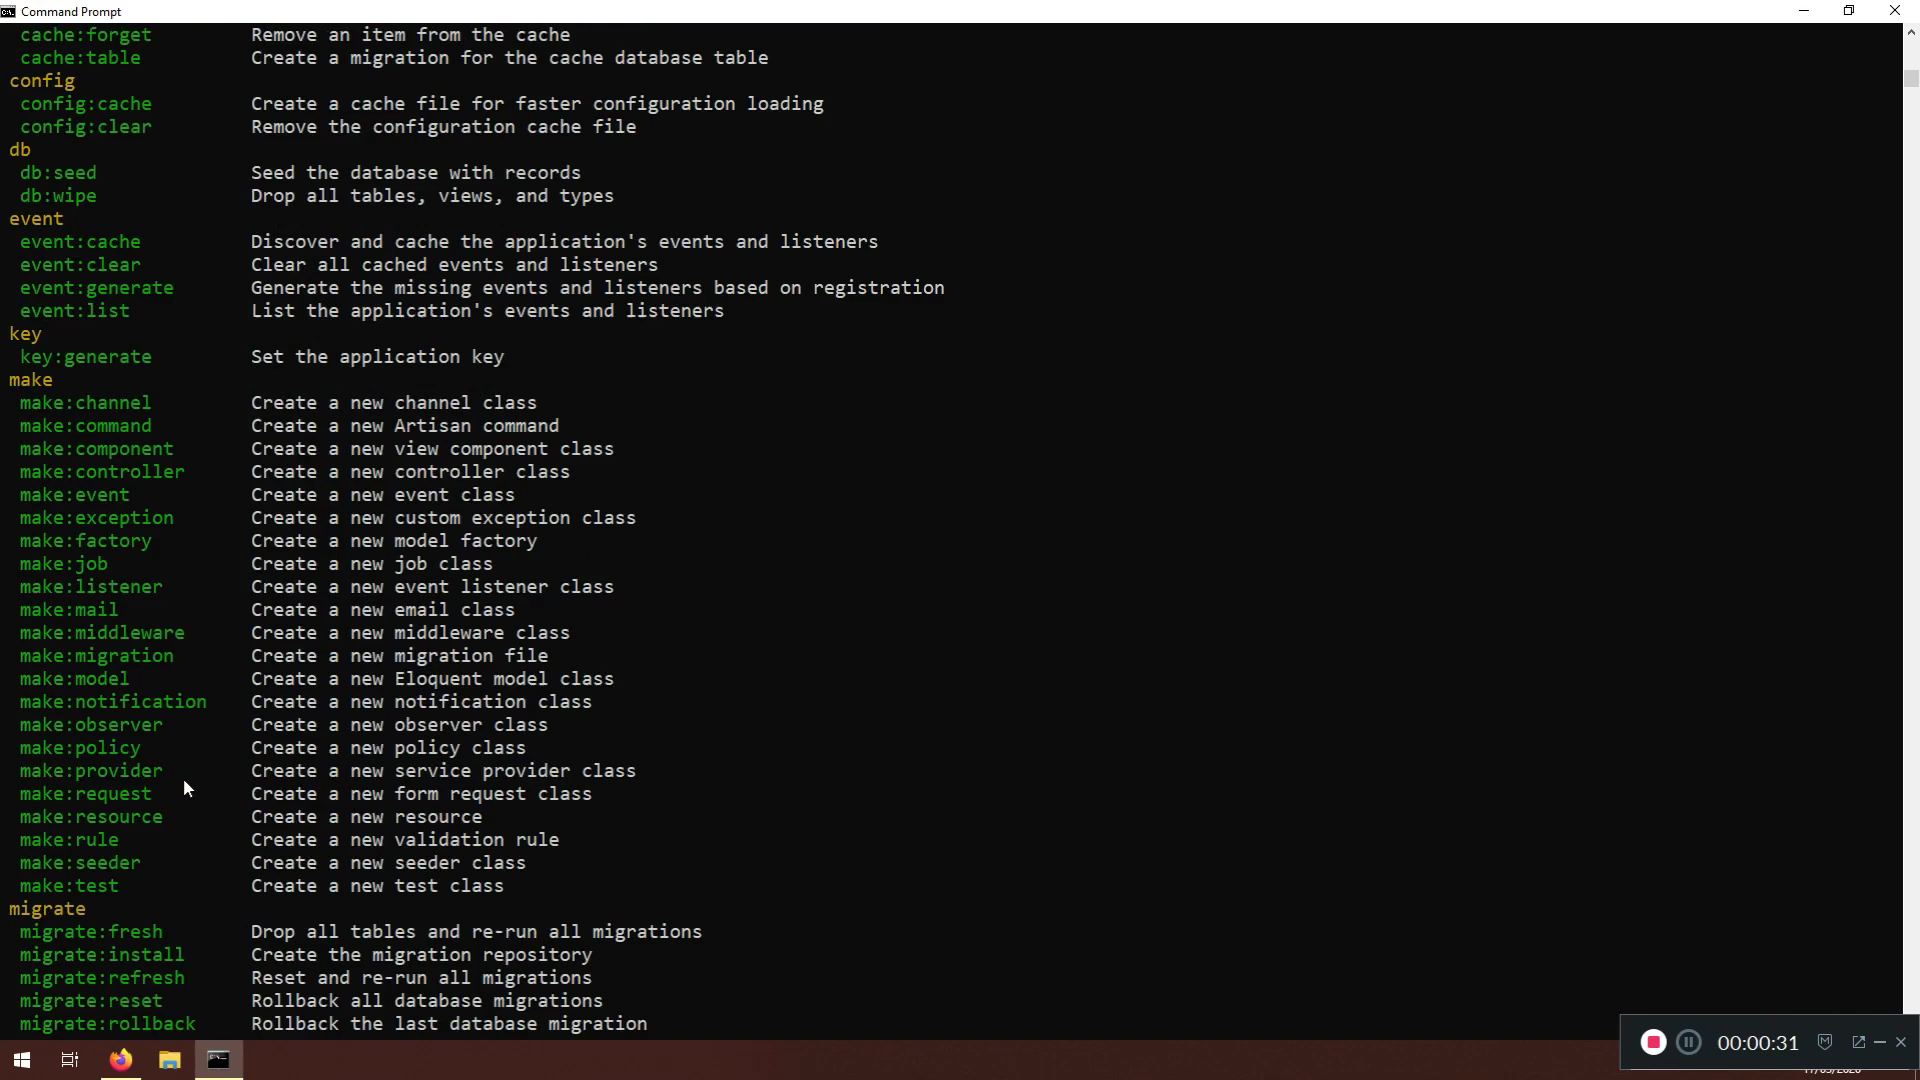 Command Prompt
cache:forget Remove an item from the cache
cache:table Create a migration for the cache database table
config
config:cache Create a cache file for faster configuration loading
config:clear Remove the configuration cache file
db
db:seed Seed the database with records
db:wipe Drop all tables, views, and types
event
event:cache Discover and cache the application's events and listeners
event:clear Clear all cached events and listeners
event:generate Generate the missing events and listeners based on registration
event:list List the application's events and listeners
key
key:generate Set the application key
make
make:channel Create a new channel class
make:command Create a new Artisan command
make:component Create a new view component class
make:controller Create a new controller class
make:event Create a new event class
make:exception Create a new custom exception class
make:factory Create a new model factory
make:job Create a new job class
make:listener Create a new event listener class
make:mail Create a new email class
make:middleware Create a new middleware class
make:migration Create a new migration file
make:model Create a new Eloquent model class
make:notification Create a new notification class
make:observer Create a new observer class
make:policy Create a new policy class
make:provider Create a new service provider class
make:request Create a new form request class
make:resource Create a new resource
make:rule Create a new validation rule
make:seeder Create a new seeder class
make:test Create a new test class
migrate
migrate:fresh Drop all tables and re-run all migrations
migrate:install Create the migration repository
migrate:refresh Reset and re-run all migrations
migrate:reset Rollback all database migrations
migrate:rollback Rollback the last database migration
00:00:31